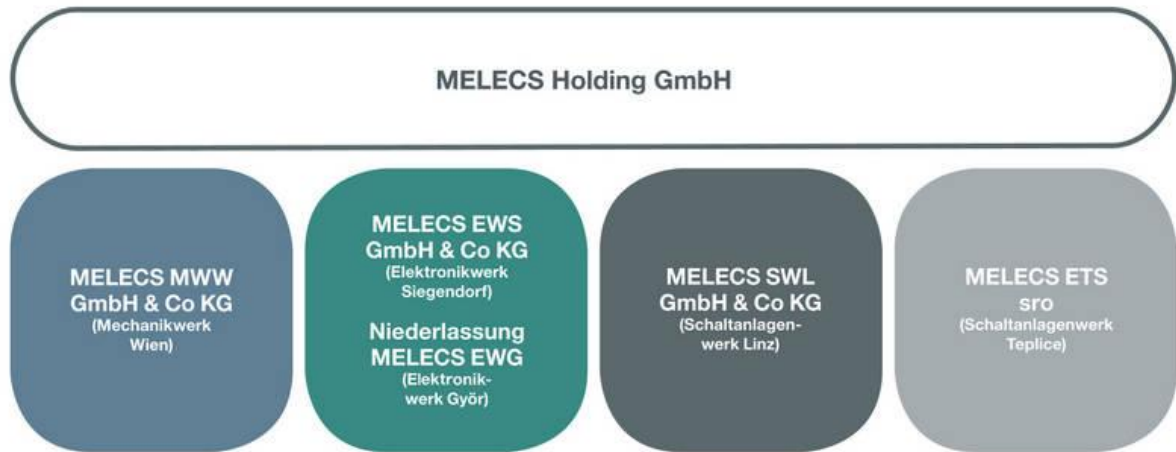 MELECS Holding GmbH
MELECS MWW
GmbH & Co KG
(Mechanikwerk
Wien)
MELECS EWS
GmbH & Co KG
(Elektronikwerk
Siegendorf)
Niederlassung
MELECS EWG
(Elektronik-
werk Györ)
MELECS SWL
GmbH & Co KG
(Schaltanlagen-
werk Linz)
MELECS ETS
sro
(Schaltanlagenwerk
Teplice)